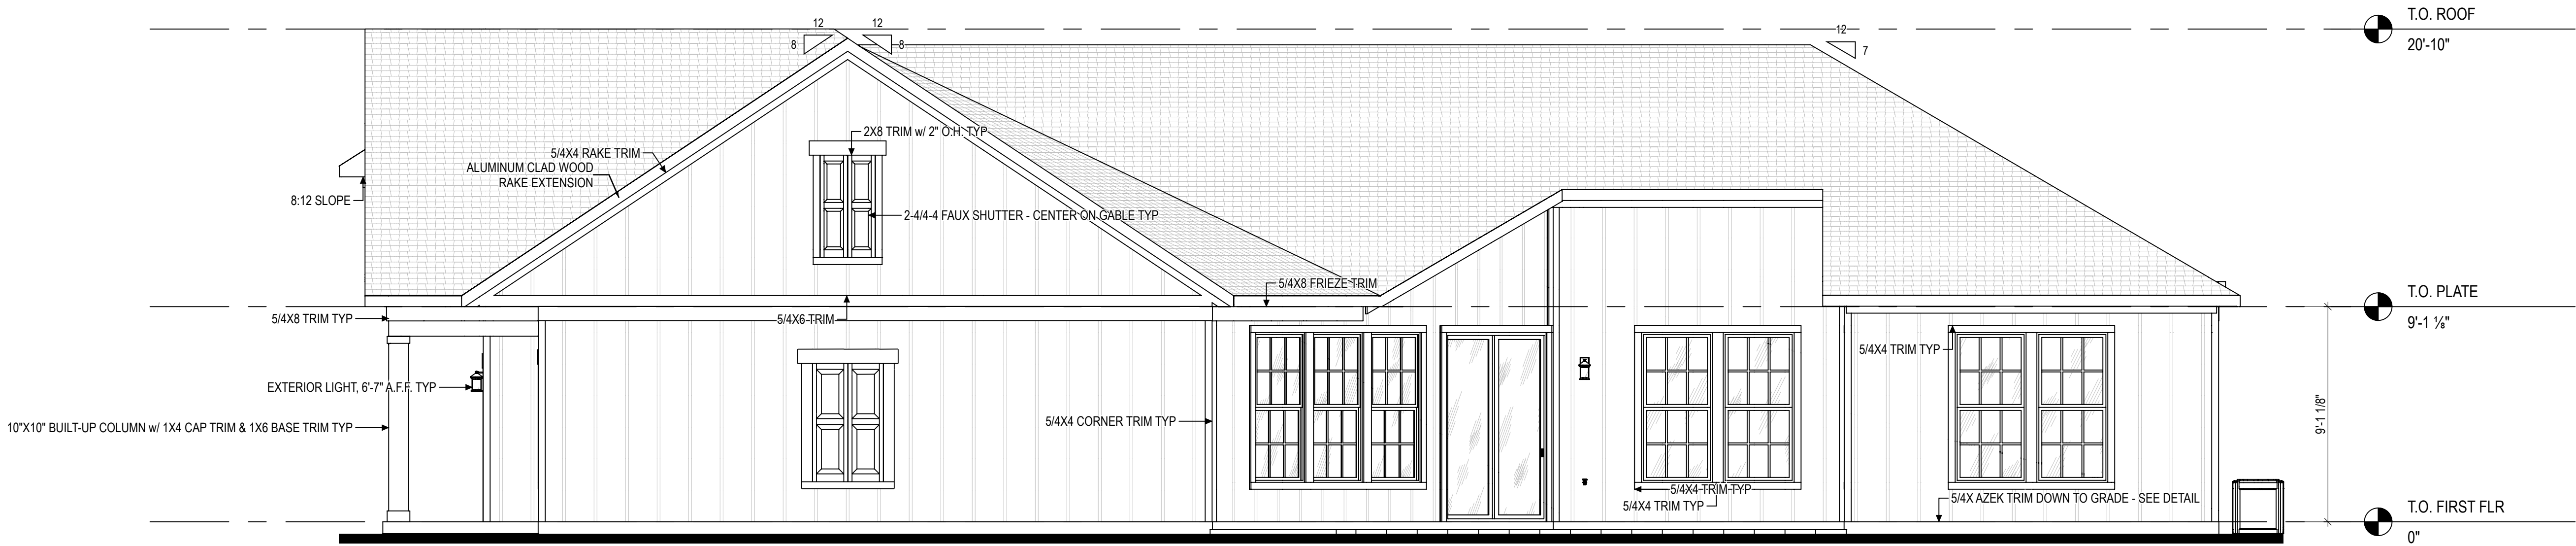 12
12
12
T.O. ROOF
8
8
7
20'-10"
2X8 TRIM w/ 2" O.H. TYP
5/4X4 RAKE TRIM
ALUMINUM CLAD WOOD
RAKE EXTENSION
8:12 SLOPE
2-4/4-4 FAUX SHUTTER - CENTER ON GABLE TYP
5/4X8 FRIEZE TRIM
T.O. PLATE
5/4X8 TRIM TYP
5/4X6 TRIM
9'-1 ⅛"
5/4X4 TRIM TYP
EXTERIOR LIGHT, 6'-7" A.F.F. TYP
9'-1 1/8"
5/4X4 CORNER TRIM TYP
10"X10" BUILT-UP COLUMN w/ 1X4 CAP TRIM & 1X6 BASE TRIM TYP
5/4X4 TRIM TYP
5/4X4 TRIM TYP
5/4X AZEK TRIM DOWN TO GRADE - SEE DETAIL
T.O. FIRST FLR
0"